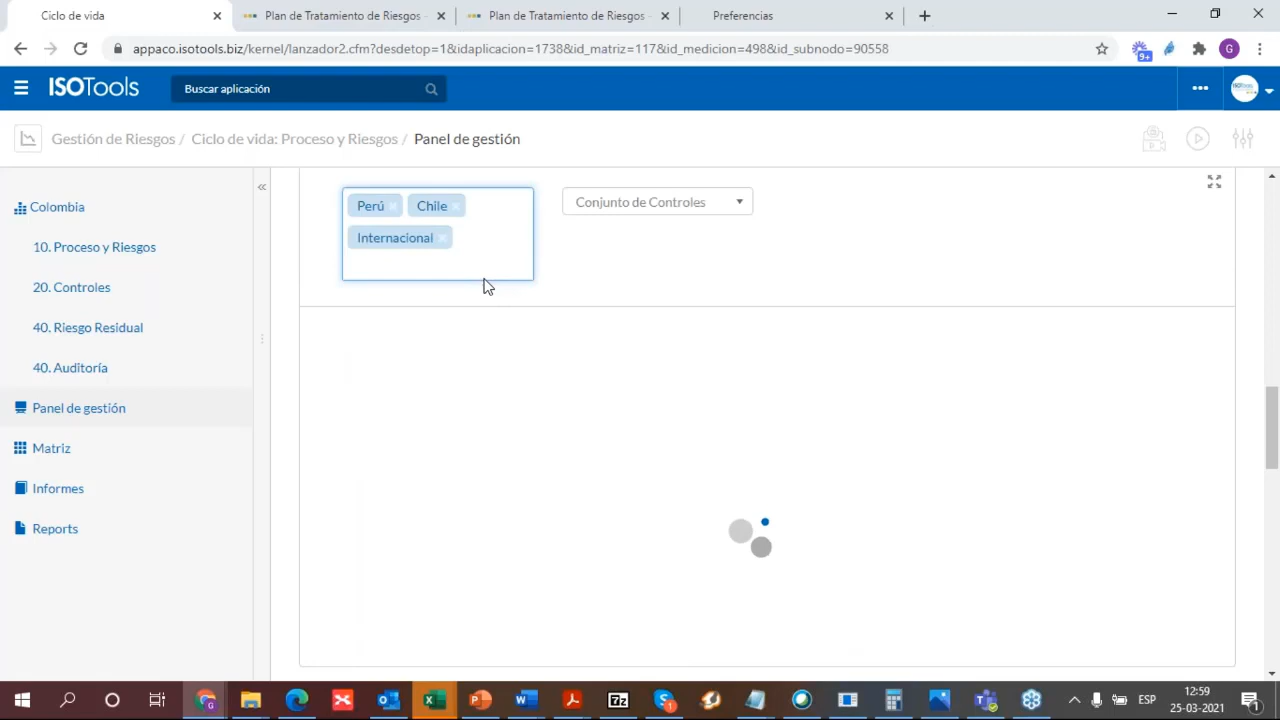 Ciclo de vida
Plan de Tratamiento de Riesgos -
Plan de Tratamiento de Riesgos -
Preferencias
appaco.isotools.biz/kernel/lanzador2.cfm?desdetop=1&idaplicacion=1738&id_matriz=117&id_medicion=498&id_subnodo=90558
9+
G
ISOTools
Buscar aplicación
Gestión de Riesgos / Ciclo de vida: Proceso y Riesgos / Panel de gestión
Colombia
10. Proceso y Riesgos
20. Controles
40. Riesgo Residual
40. Auditoría
Panel de gestión
Matriz
Informes
Reports
Perú
Chile
Internacional
Conjunto de Controles
ESP
12:59
25-03-2021